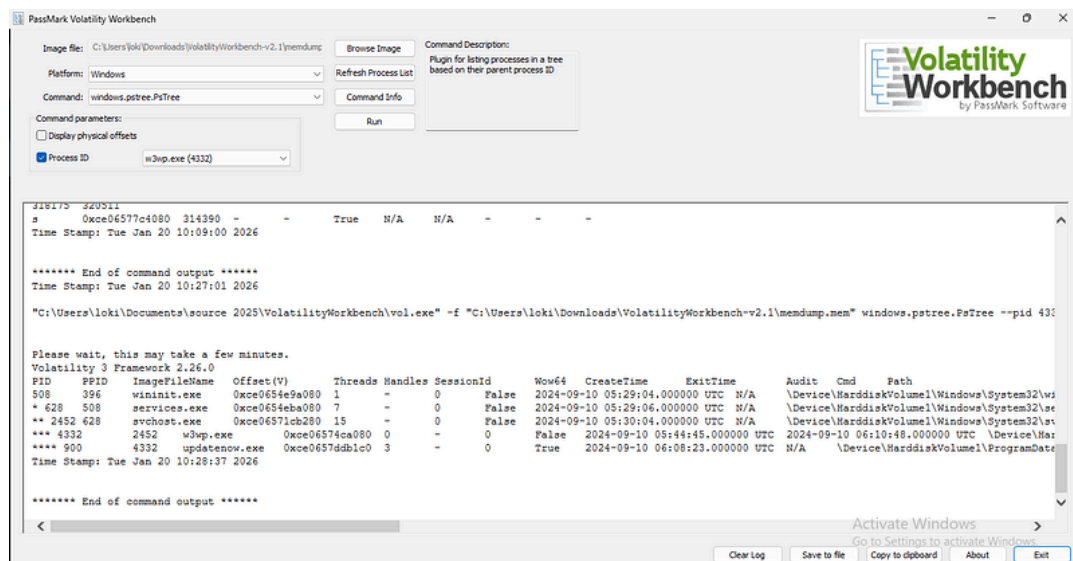 PassMark Volatility Workbench
Image file: C:\Users\loki\Downloads\VolatilityWorkbench-v2.1\memdump
Browse Image
Command Description:
Plugin for listing processes in a tree
based on their parent process ID
Platform: Windows
Refresh Process List
Command: windows.pstree.PsTree
Command Info
Command parameters:
Run
Display physical offsets
Process ID
w3wp.exe (4332)
Volatility
Workbench
by PassMark Software
318175 320511
s 0xce06577c4080 314390 - - True N/A N/A - - -
Time Stamp: Tue Jan 20 10:09:00 2026
******* End of command output ******
Time Stamp: Tue Jan 20 10:27:01 2026
"C:\Users\loki\Documents\source 2025\VolatilityWorkbench\vol.exe" -f "C:\Users\loki\Downloads\VolatilityWorkbench-v2.1\memdump.mem" windows.pstree.PsTree --pid 433
Please wait, this may take a few minutes.
Volatility 3 Framework 2.26.0
PID PPID ImageFileName Offset(V) Threads Handles SessionId Wow64 CreateTime ExitTime Audit Cmd Path
508 396 wininit.exe 0xce0654e9a080 1 - 0 False 2024-09-10 05:29:04.000000 UTC N/A \Device\HarddiskVolume1\Windows\System32\wi
* 628 508 services.exe 0xce0654eba080 7 - 0 False 2024-09-10 05:29:06.000000 UTC N/A \Device\HarddiskVolume1\Windows\System32\se
** 2452 628 svchost.exe 0xce06571cb280 15 - 0 False 2024-09-10 05:30:04.000000 UTC N/A \Device\HarddiskVolume1\Windows\System32\sv
*** 4332 2452 w3wp.exe 0xce06574ca080 0 - 0 False 2024-09-10 05:44:45.000000 UTC 2024-09-10 06:10:48.000000 UTC \Device\Har
**** 900 4332 updatenow.exe 0xce0657ddb1c0 3 - 0 True 2024-09-10 06:08:23.000000 UTC N/A \Device\HarddiskVolume1\ProgramData
Time Stamp: Tue Jan 20 10:28:37 2026
******* End of command output ******
Activate Windows
Go to Settings to activate Windows.
Clear Log
Save to file
Copy to clipboard
About
Exit